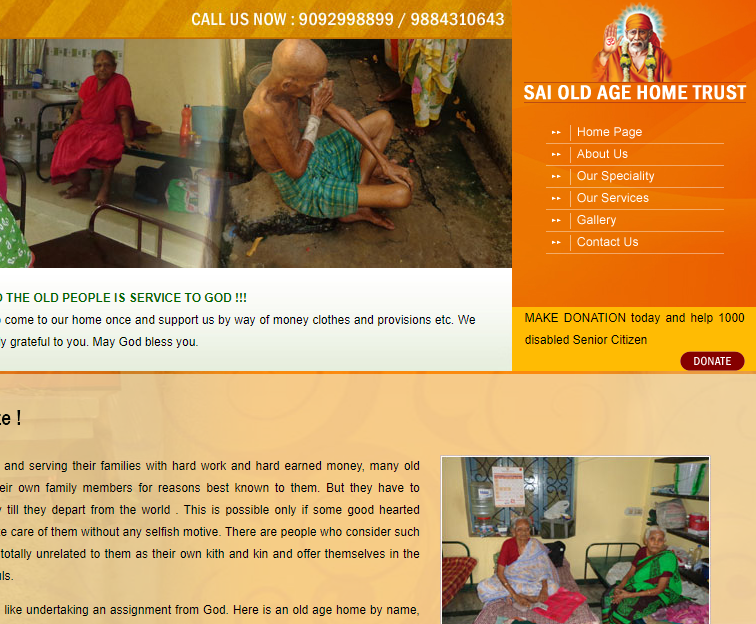 CALL US NOW : 9092998899 / 9884310643
SAI OLD AGE HOME TRUST
Home Page
About Us
Our Speciality
Our Services
Gallery
Contact Us
THE OLD PEOPLE IS SERVICE TO GOD !!!
come to our home once and support us by way of money clothes and provisions etc. We
grateful to you. May God bless you.
MAKE DONATION today and help 1000
disabled Senior Citizen
DONATE
!
and serving their families with hard work and hard earned money, many old
own family members for reasons best known to them. But they have to
till they depart from the world . This is possible only if some good hearted
care of them without any selfish motive. There are people who consider such
totally unrelated to them as their own kith and kin and offer themselves in the
like undertaking an assignment from God. Here is an old age home by name,